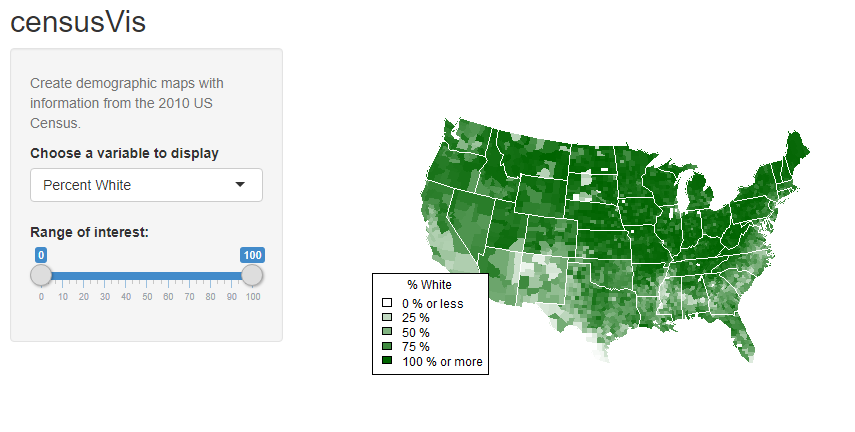 censusVis
Create demographic maps with
information from the 2010 US
Census.
Choose a variable to display
Percent White
Range of interest:
0 100
0 10 20 30 40 50 60 70 80 90 100
% White
0 % or less
25 %
50 %
75 %
100 % or more